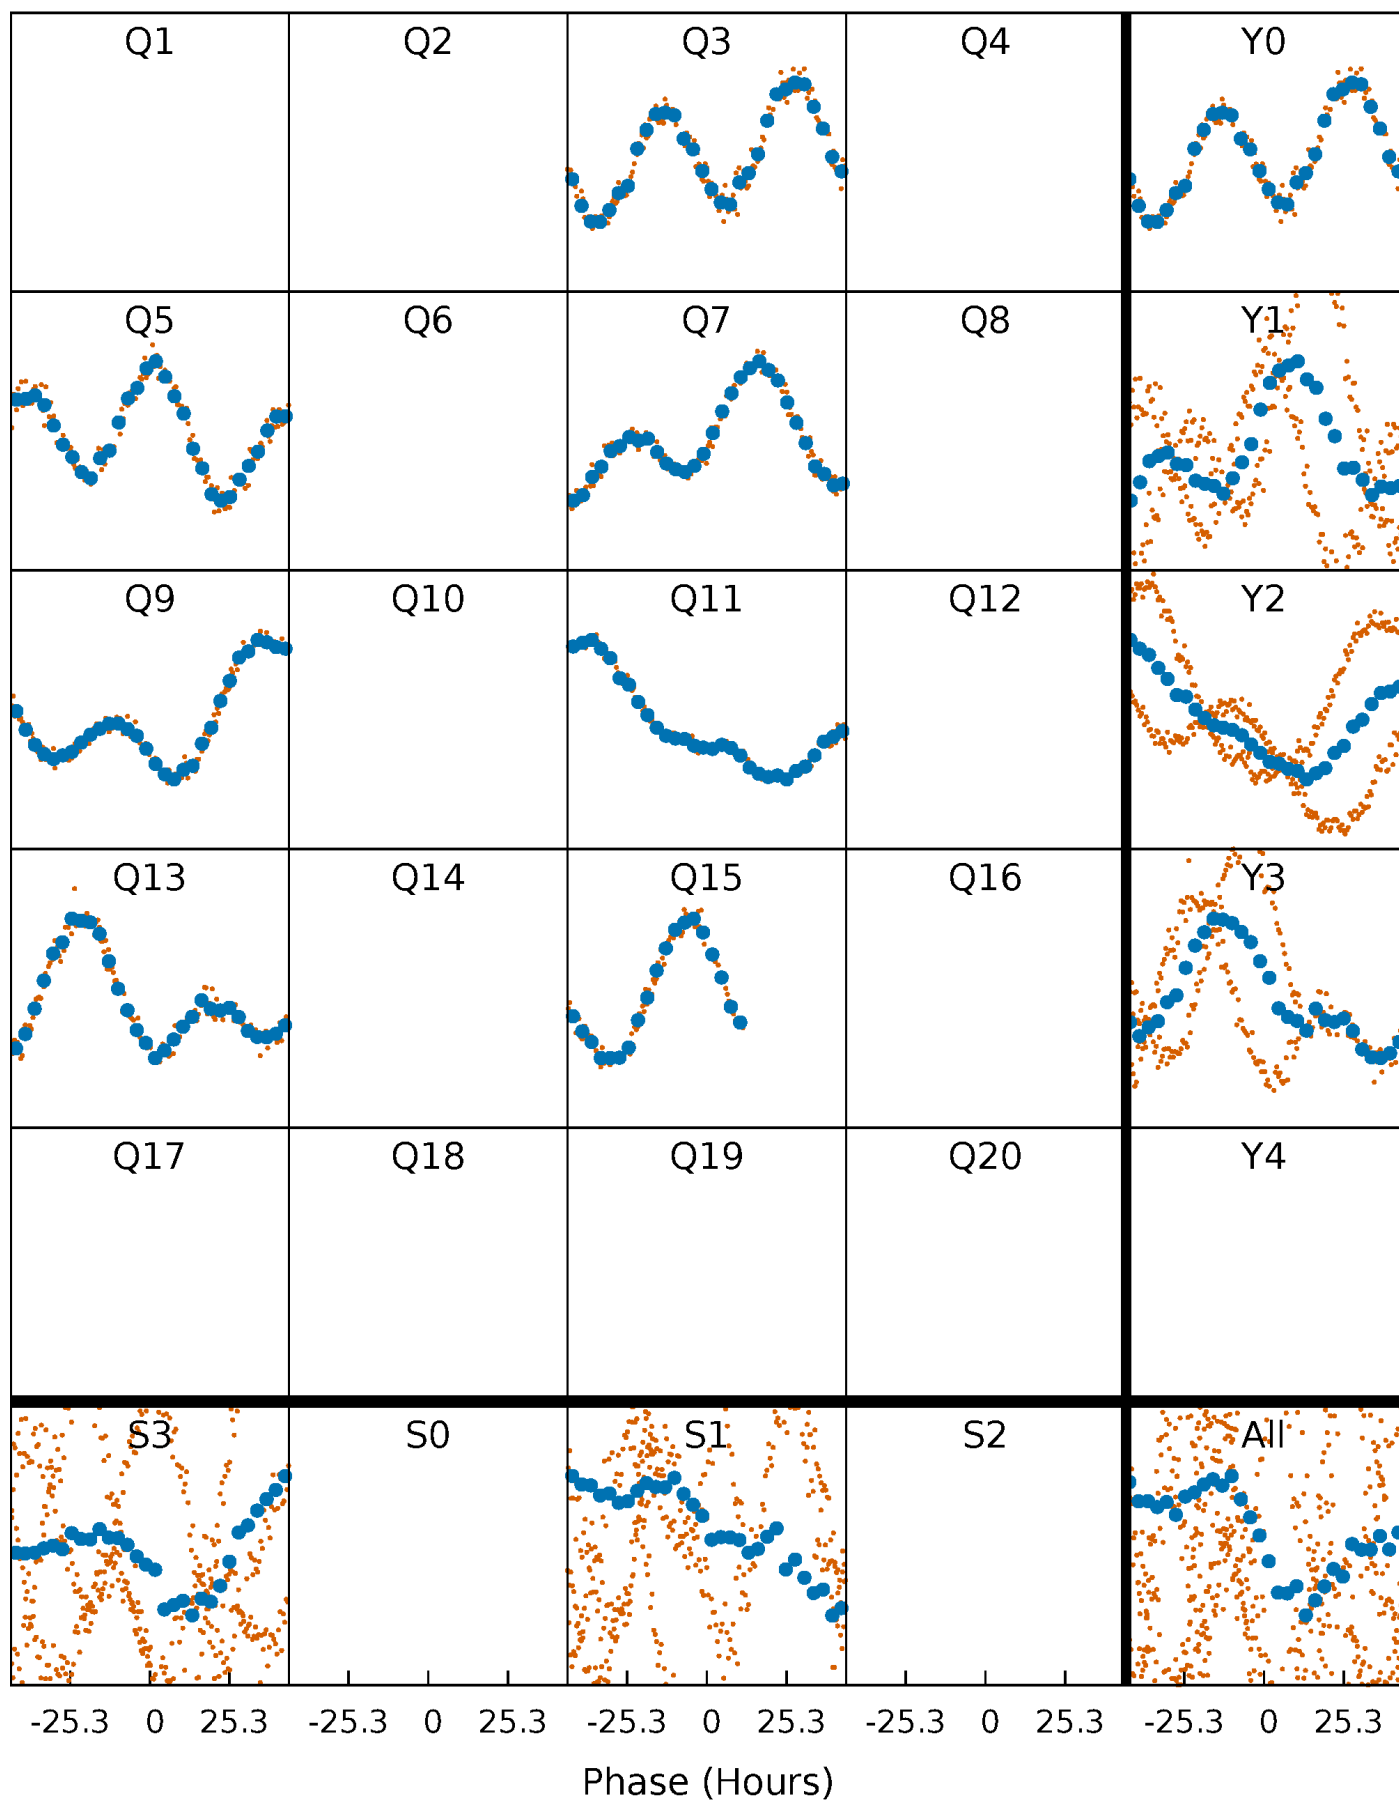 Q1 Q2 Q3 Q4 Y0
Q5 Q6 Q7 Q8 Y1
Q9 Q10 Q11 Q12 Y2
Q13 Q14 Q15 Q16 Y3
Q17 Q18 Q19 Q20 Y4
S3 S0 S1 S2 All
-25.3 0 25.3 -25.3 0 25.3 -25.3 0 25.3 -25.3 0 25.3 -25.3 0 25.3
Phase (Hours)